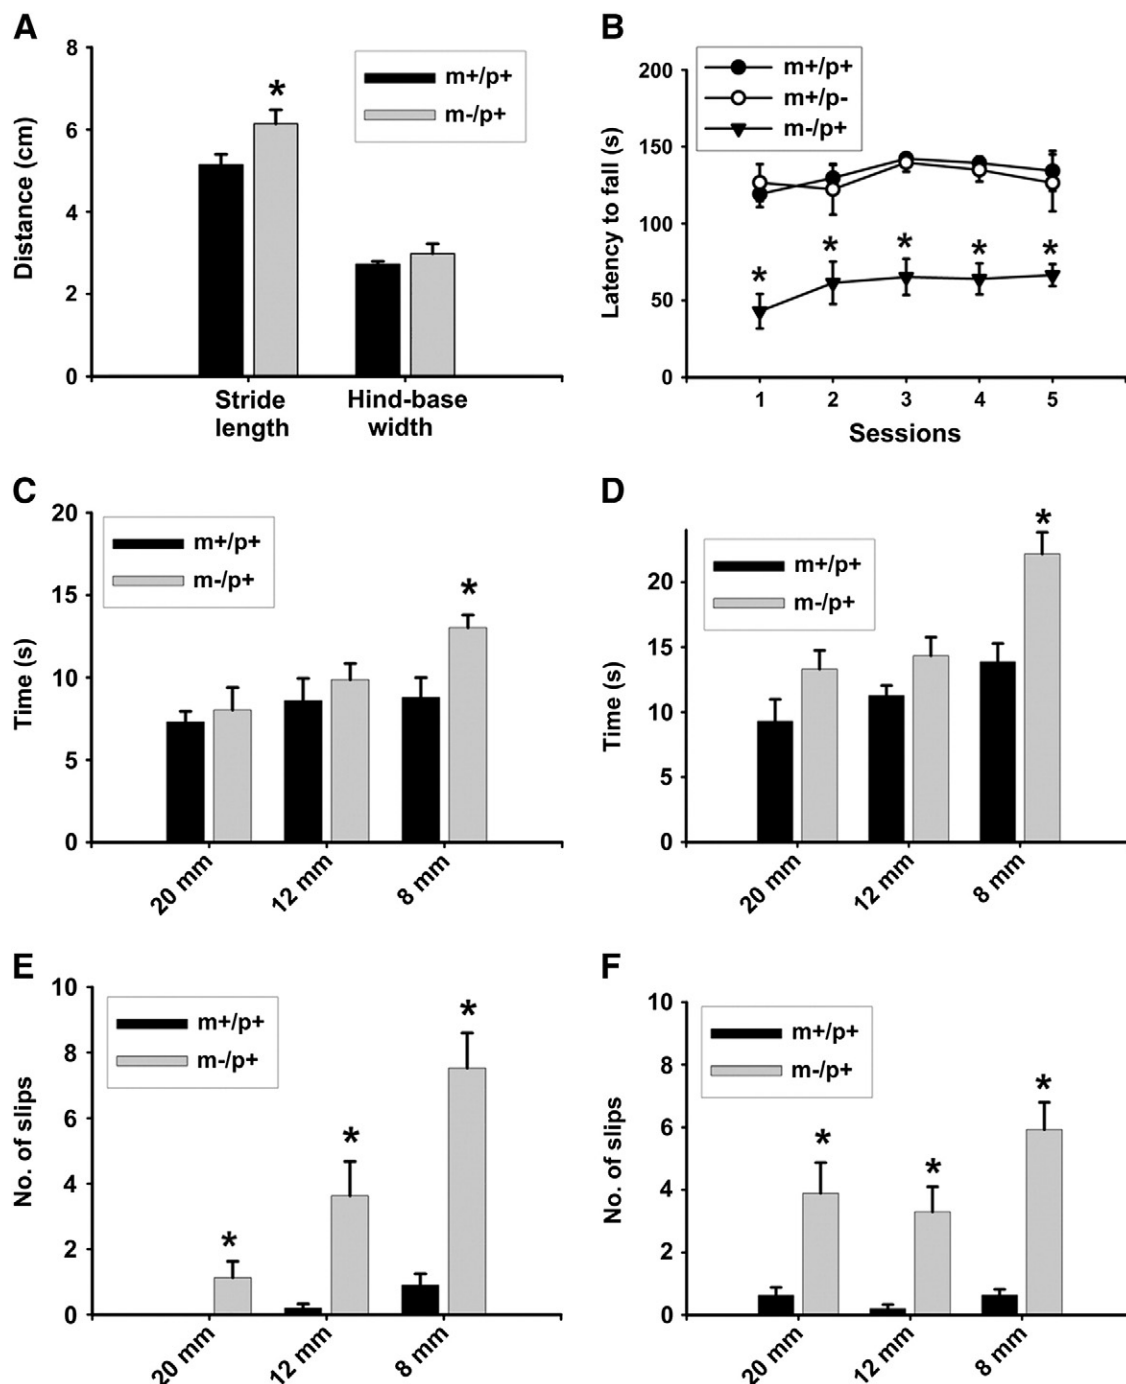 A
8
6
4
2
0
Distance (cm)
m+/p+
m-/p+
*
Stride
length
Hind-base
width
B
200
150
100
50
0
Latency to fall (s)
m+/p+
m+/p-
m-/p+
* * * * *
1 2 3 4 5
Sessions
C
20
15
10
5
0
Time (s)
m+/p+
m-/p+
*
20 mm
12 mm
8 mm
D
20
15
10
5
0
Time (s)
m+/p+
m-/p+
*
20 mm
12 mm
8 mm
E
10
8
6
4
2
0
No. of slips
m+/p+
m-/p+
* * *
20 mm
12 mm
8 mm
F
10
8
6
4
2
0
No. of slips
m+/p+
m-/p+
* * *
20 mm
12 mm
8 mm